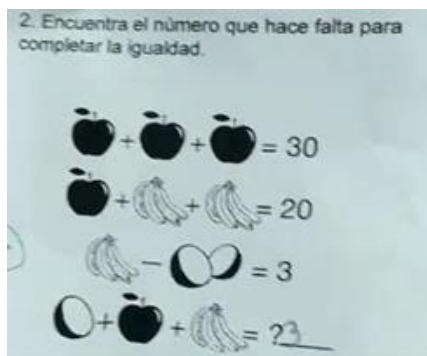 2. Encuentra el número que hace falta para
completar la igualdad.
+ + = 30
+ + = 20
- = 3
+ + = ?3